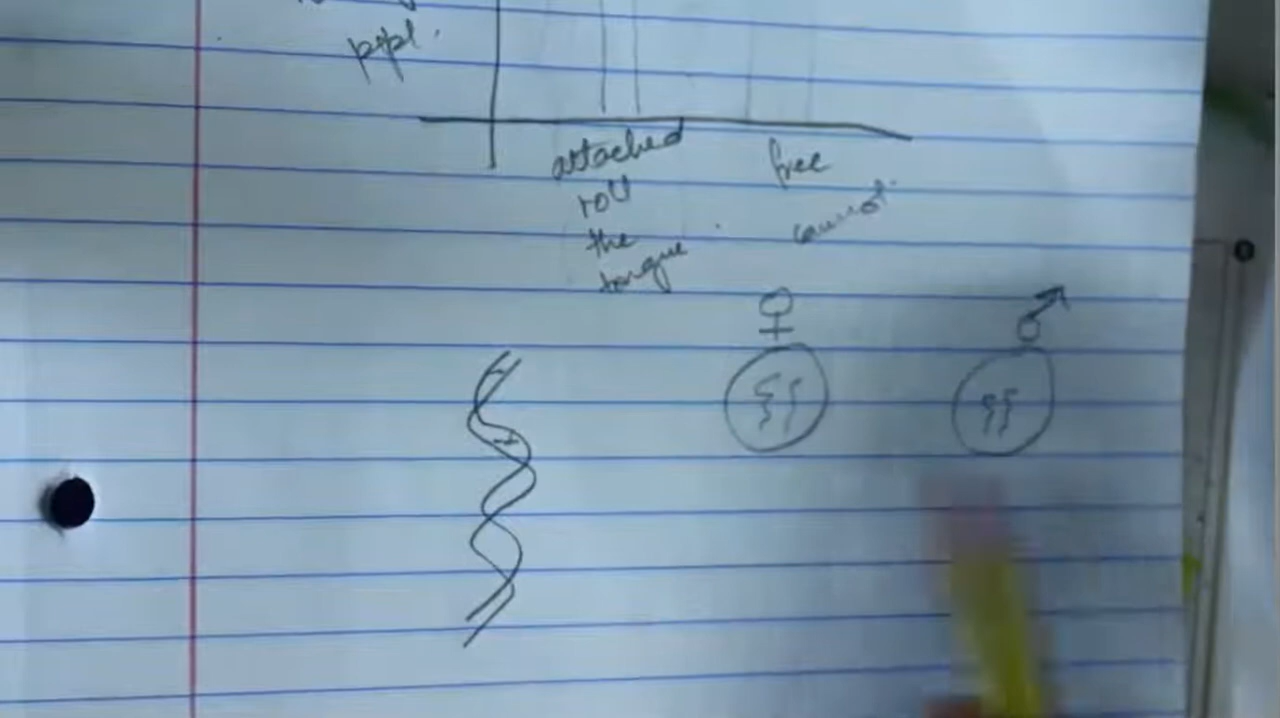 ppl.
attached free
roll cannot
the
tongue
♀ ♂